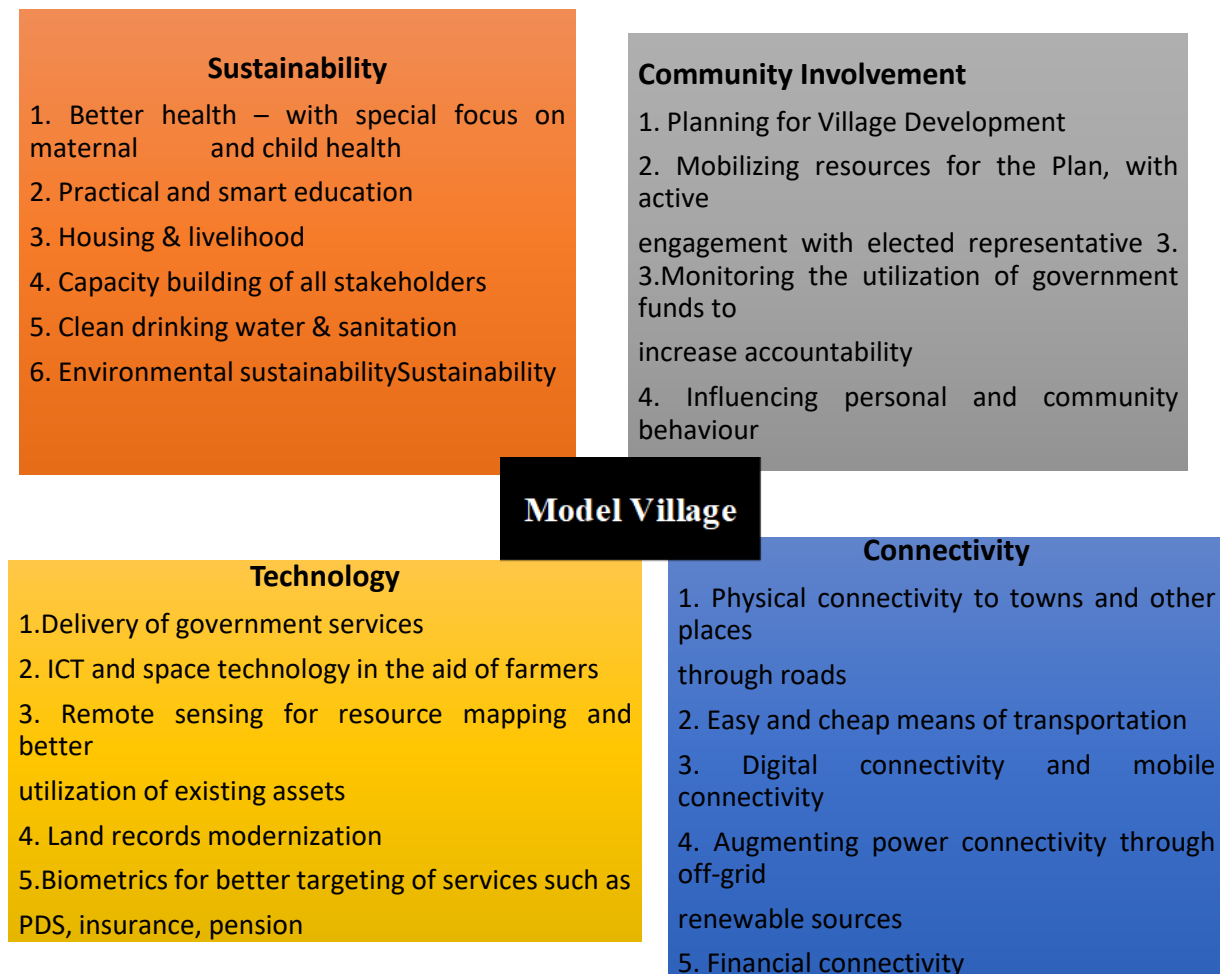 Sustainability
1. Better health – with special focus on
maternal and child health
2. Practical and smart education
3. Housing & livelihood
4. Capacity building of all stakeholders
5. Clean drinking water & sanitation
6. Environmental sustainabilitySustainability
Community Involvement
1. Planning for Village Development
2. Mobilizing resources for the Plan, with
active
engagement with elected representative 3.
3.Monitoring the utilization of government
funds to
increase accountability
4. Influencing personal and community
behaviour
Model Village
Technology
1.Delivery of government services
2. ICT and space technology in the aid of farmers
3. Remote sensing for resource mapping and
better
utilization of existing assets
4. Land records modernization
5.Biometrics for better targeting of services such as
PDS, insurance, pension
Connectivity
1. Physical connectivity to towns and other
places
through roads
2. Easy and cheap means of transportation
3. Digital connectivity and mobile
connectivity
4. Augmenting power connectivity through
off-grid
renewable sources
5. Financial connectivity